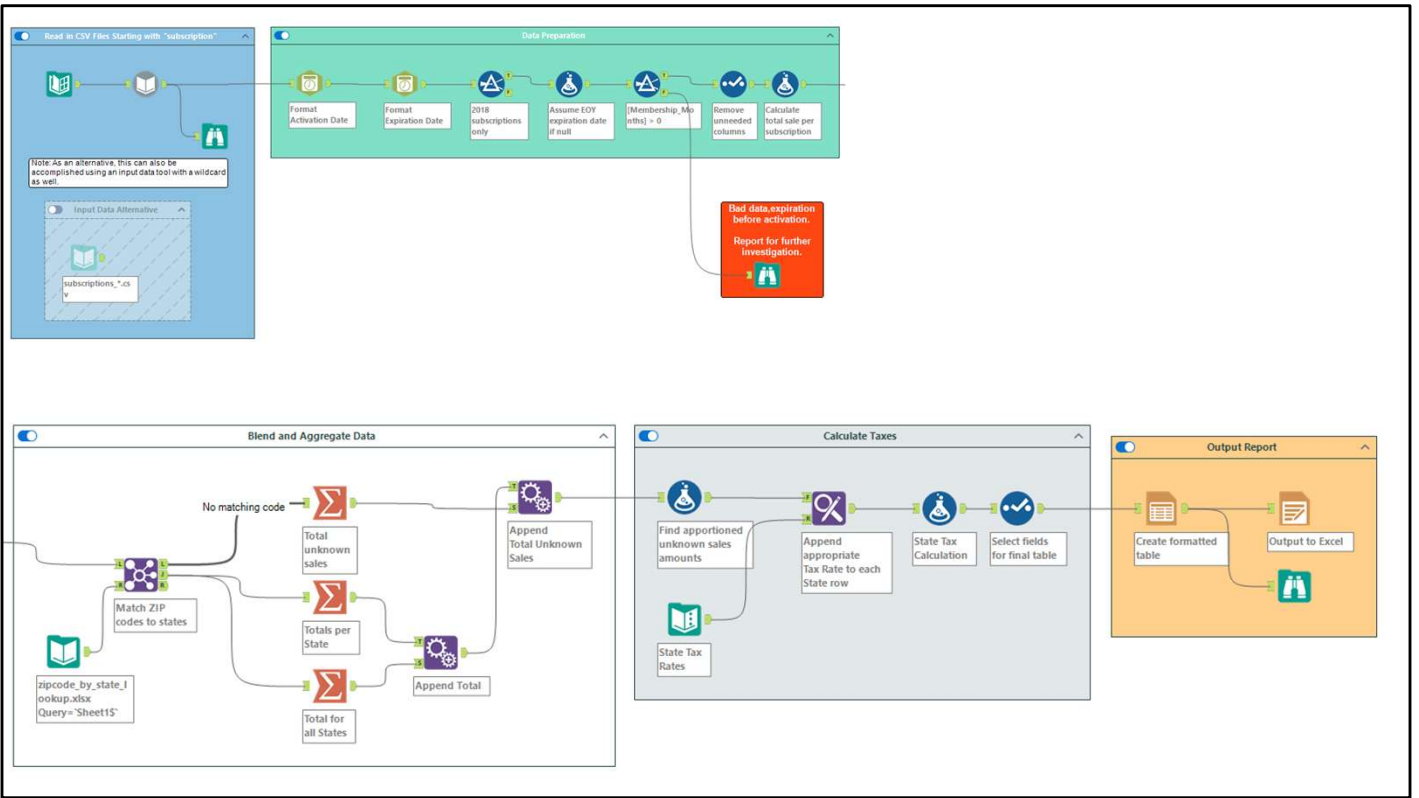 Read in CSV Files Starting with "subscription"
Note: As an alternative, this can also be
accomplished using an input data tool with a wildcard
as well.
Input Data Alternative
subscriptions_*.cs
v
Data Preparation
Format
Activation Date
Format
Expiration Date
T
F
2018
subscriptions
only
Assume EOY
expiration date
if null
T
F
[Membership_Mo
nths] > 0
Remove
unneeded
columns
Calculate
total sale per
subscription
Bad data,expiration
before activation.
Report for further
investigation.
Blend and Aggregate Data
No matching code
Total
unknown
sales
T
S
Append
Total Unknown
Sales
L
R
L
J
R
Match ZIP
codes to states
Totals per
State
T
S
Append Total
zipcode_by_state_l
ookup.xlsx
Query=`Sheet1$`
Total for
all States
Calculate Taxes
Find apportioned
unknown sales
amounts
F
R
Append
appropriate
Tax Rate to each
State row
State Tax
Calculation
Select fields
for final table
State Tax
Rates
Output Report
Create formatted
table
Output to Excel